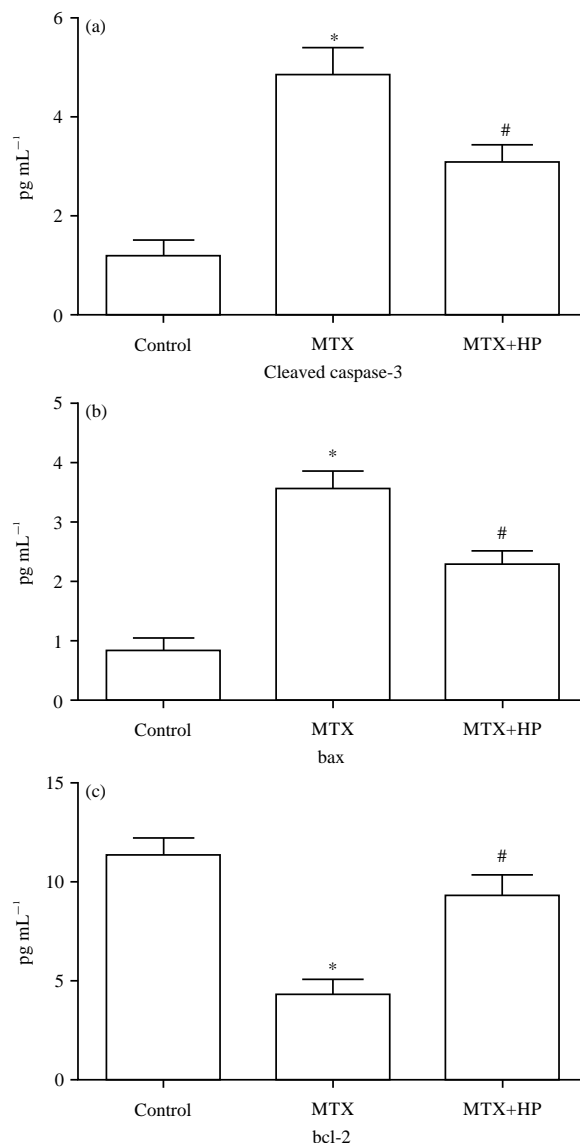 (a)
6
4
2
0
pg mL⁻¹
*
#
Control MTX MTX+HP
Cleaved caspase-3
(b)
5
4
3
2
1
0
pg mL⁻¹
*
#
Control MTX MTX+HP
bax
(c)
15
10
5
0
pg mL⁻¹
*
#
Control MTX MTX+HP
bcl-2